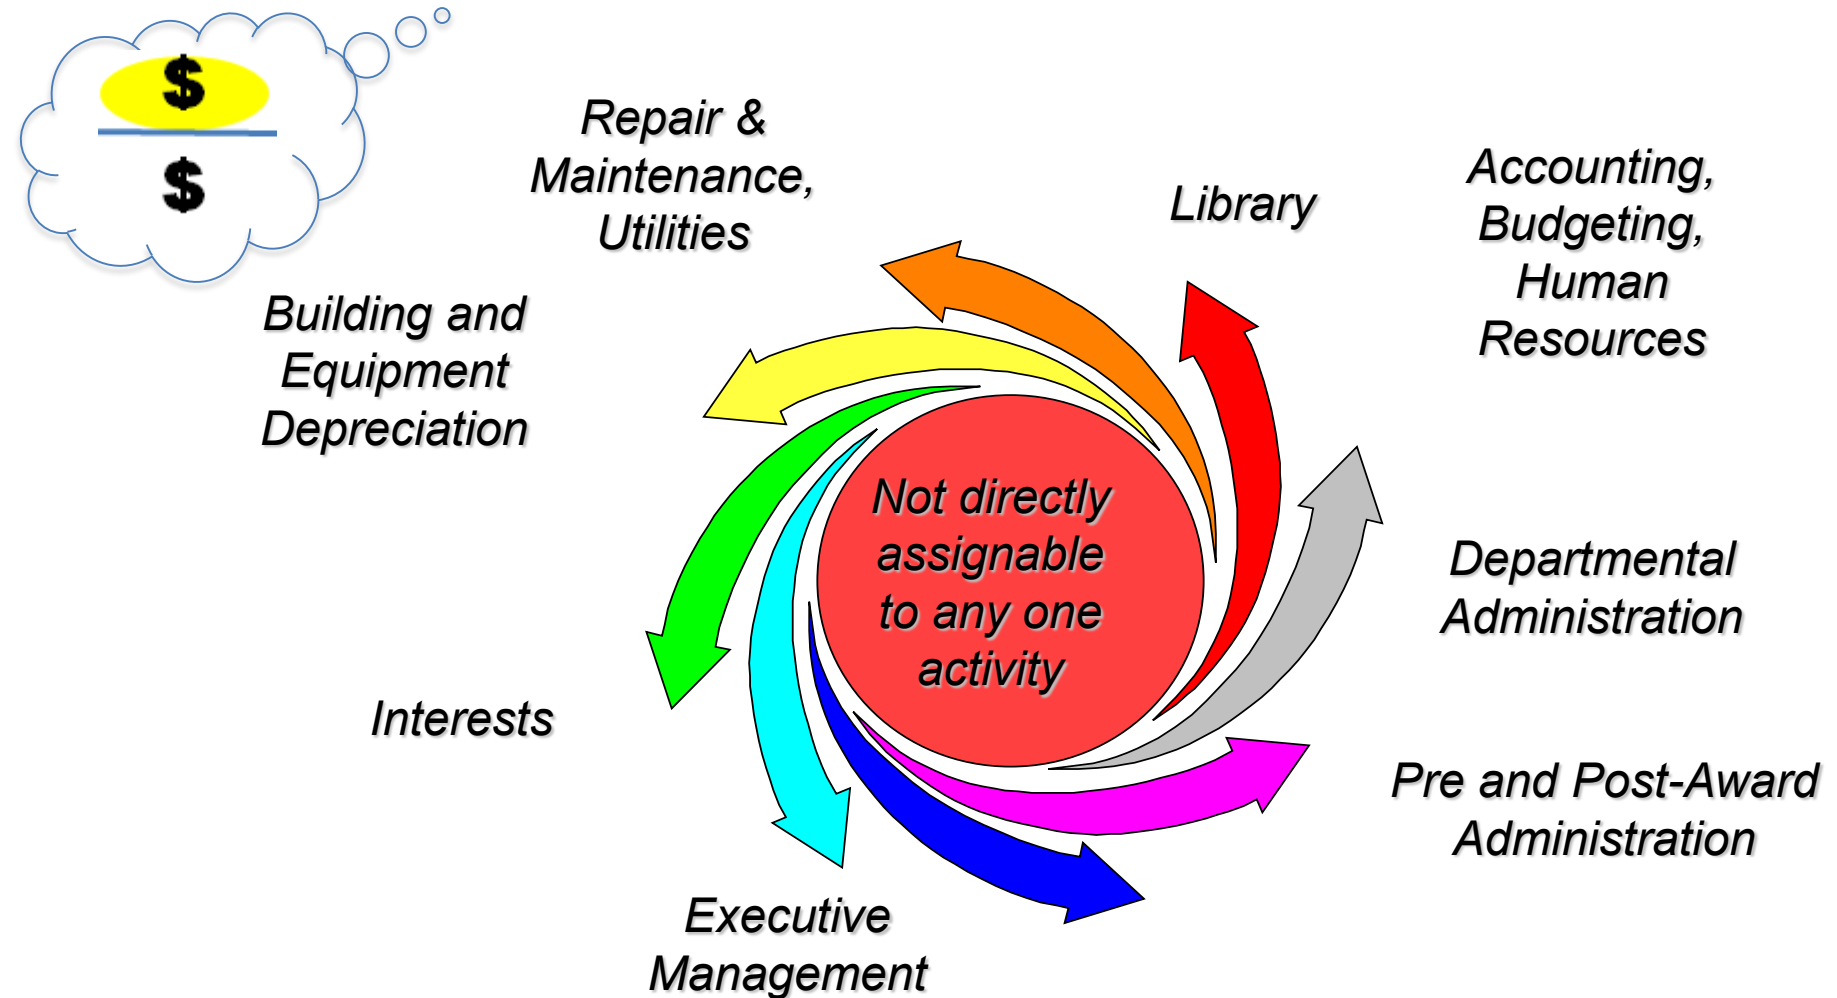 $
$
Repair &
Maintenance,
Utilities
Library
Accounting,
Budgeting,
Human
Resources
Building and
Equipment
Depreciation
Not directly
assignable
to any one
activity
Departmental
Administration
Interests
Pre and Post-Award
Administration
Executive
Management